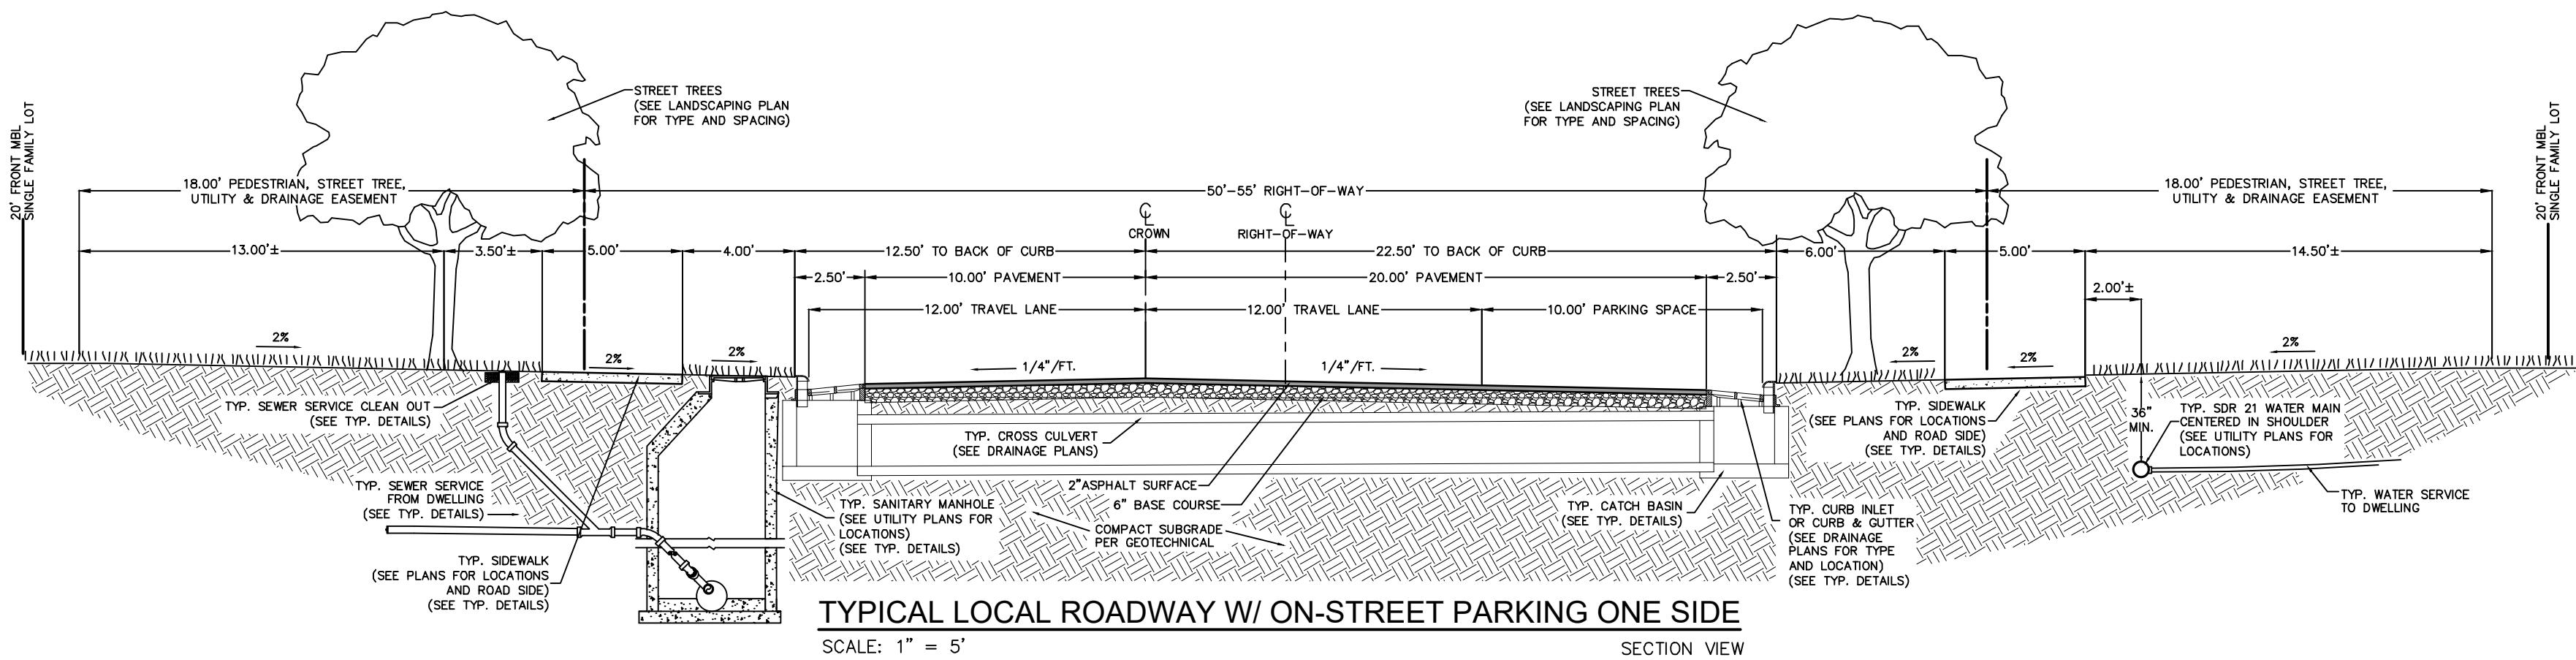 STREET TREES
(SEE LANDSCAPING PLAN
FOR TYPE AND SPACING)
STREET TREES
(SEE LANDSCAPING PLAN
FOR TYPE AND SPACING)
20' FRONT MBL
SINGLE FAMILY LOT
20' FRONT MBL
SINGLE FAMILY LOT
18.00' PEDESTRIAN, STREET TREE,
UTILITY & DRAINAGE EASEMENT
50'-55' RIGHT-OF-WAY
18.00' PEDESTRIAN, STREET TREE,
UTILITY & DRAINAGE EASEMENT
℄
CROWN
℄
RIGHT-OF-WAY
13.00'±
3.50'±
5.00'
4.00'
12.50' TO BACK OF CURB
22.50' TO BACK OF CURB
6.00'
5.00'
14.50'±
2.50'
10.00' PAVEMENT
20.00' PAVEMENT
2.50'
2.00'±
12.00' TRAVEL LANE
12.00' TRAVEL LANE
10.00' PARKING SPACE
2%
2%
2%
1/4"/FT.
1/4"/FT.
2%
2%
2%
TYP. SEWER SERVICE CLEAN OUT
(SEE TYP. DETAILS)
TYP. CROSS CULVERT
(SEE DRAINAGE PLANS)
TYP. SIDEWALK
(SEE PLANS FOR LOCATIONS
AND ROAD SIDE)
(SEE TYP. DETAILS)
36"
MIN.
TYP. SDR 21 WATER MAIN
CENTERED IN SHOULDER
(SEE UTILITY PLANS FOR
LOCATIONS)
TYP. SEWER SERVICE
FROM DWELLING
(SEE TYP. DETAILS)
TYP. SANITARY MANHOLE
(SEE UTILITY PLANS FOR
LOCATIONS)
(SEE TYP. DETAILS)
2"ASPHALT SURFACE
6" BASE COURSE
COMPACT SUBGRADE
PER GEOTECHNICAL
TYP. CATCH BASIN
(SEE TYP. DETAILS)
TYP. CURB INLET
OR CURB & GUTTER
(SEE DRAINAGE
PLANS FOR TYPE
AND LOCATION)
(SEE TYP. DETAILS)
TYP. WATER SERVICE
TO DWELLING
TYP. SIDEWALK
(SEE PLANS FOR LOCATIONS
AND ROAD SIDE)
(SEE TYP. DETAILS)
TYPICAL LOCAL ROADWAY W/ ON-STREET PARKING ONE SIDE
SCALE: 1" = 5'
SECTION VIEW